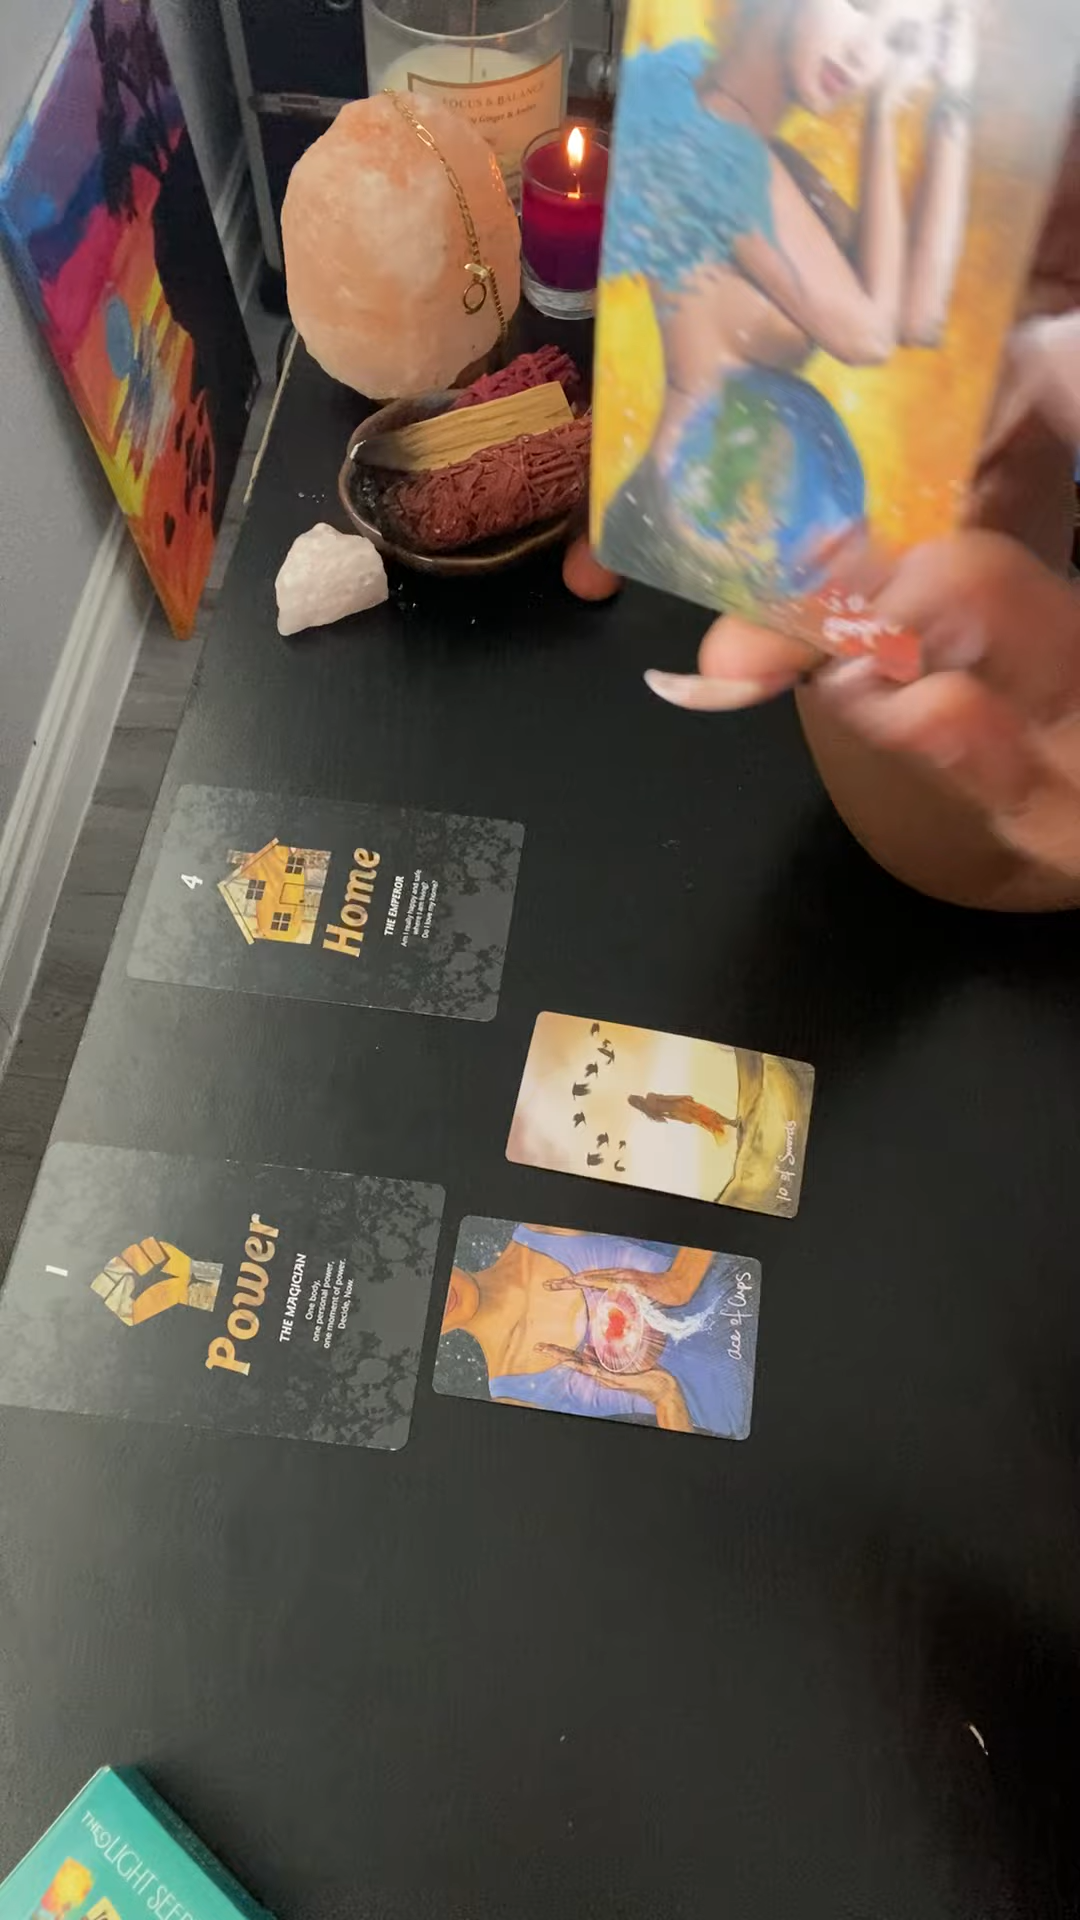 FOCUS & BALANCE
Ginger & Amber
4
Home
THE EMPEROR
Am I really happy and safe
where I am living?
Do I love my home?
10 of Swords
1
Power
THE MAGICIAN
One body,
one personal power,
one moment of power.
Decide. Now.
ace of Cups
THE LIGHT SEER